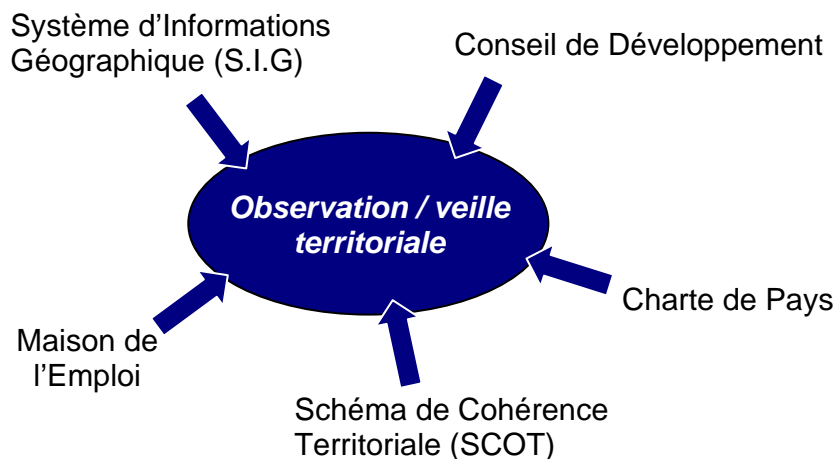 Système d’Informations
Géographique (S.I.G)
Conseil de Développement
Observation / veille
territoriale
Charte de Pays
Maison de
l’Emploi
Schéma de Cohérence
Territoriale (SCOT)